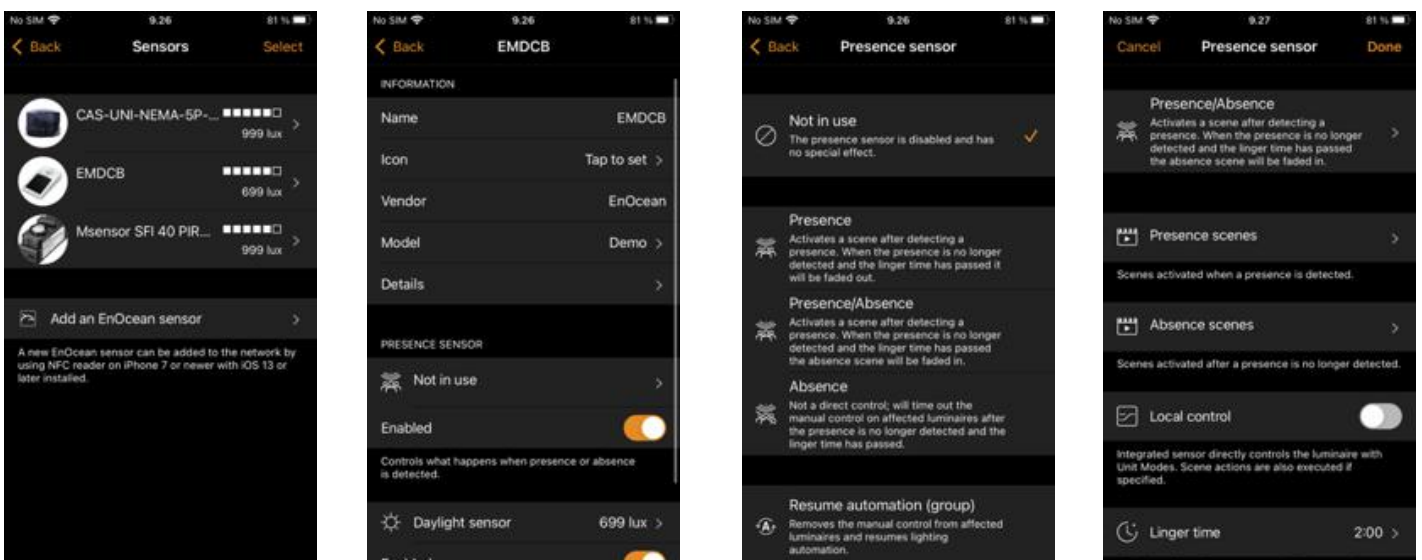 No SIM 9.26 81 %
Back Sensors Select
CAS-UNI-NEMA-5P-...
999 lux
EMDCB
699 lux
Msensor SFI 40 PIR...
999 lux
Add an EnOcean sensor
A new EnOcean sensor can be added to the network by
using NFC reader on iPhone 7 or newer with iOS 13 or
later installed.
No SIM 9.26 81 %
Back EMDCB
INFORMATION
Name EMDCB
Icon Tap to set
Vendor EnOcean
Model Demo
Details
PRESENCE SENSOR
Not in use
Enabled
Controls what happens when presence or absence
is detected.
Daylight sensor 699 lux
Enabled
No SIM 9.26 81 %
Back Presence sensor
Not in use
The presence sensor is disabled and has
no special effect.
Presence
Activates a scene after detecting a
presence. When the presence is no longer
detected and the linger time has passed it
will be faded out.
Presence/Absence
Activates a scene after detecting a
presence. When the presence is no longer
detected and the linger time has passed
the absence scene will be faded in.
Absence
Not a direct control; will time out the
manual control on affected luminaires after
the presence is no longer detected and the
linger time has passed.
Resume automation (group)
Removes the manual control from affected
luminaires and resumes lighting
automation.
No SIM 9.27 81 %
Cancel Presence sensor Done
Presence/Absence
Activates a scene after detecting a
presence. When the presence is no longer
detected and the linger time has passed
the absence scene will be faded in.
Presence scenes
Scenes activated when a presence is detected.
Absence scenes
Scenes activated after a presence is no longer detected.
Local control
Integrated sensor directly controls the luminaire with
Unit Modes. Scene actions are also executed if
specified.
Linger time 2:00